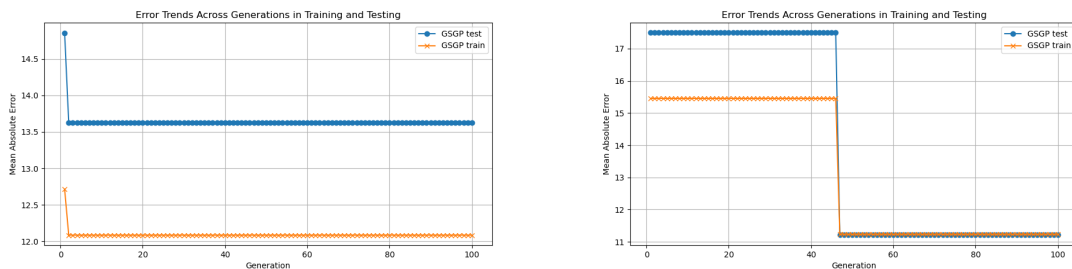 Error Trends Across Generations in Training and Testing
GSGP test
GSGP train
Mean Absolute Error
14.5
14.0
13.5
13.0
12.5
12.0
0
20
40
60
80
100
Generation
Error Trends Across Generations in Training and Testing
GSGP test
GSGP train
Mean Absolute Error
17
16
15
14
13
12
11
0
20
40
60
80
100
Generation